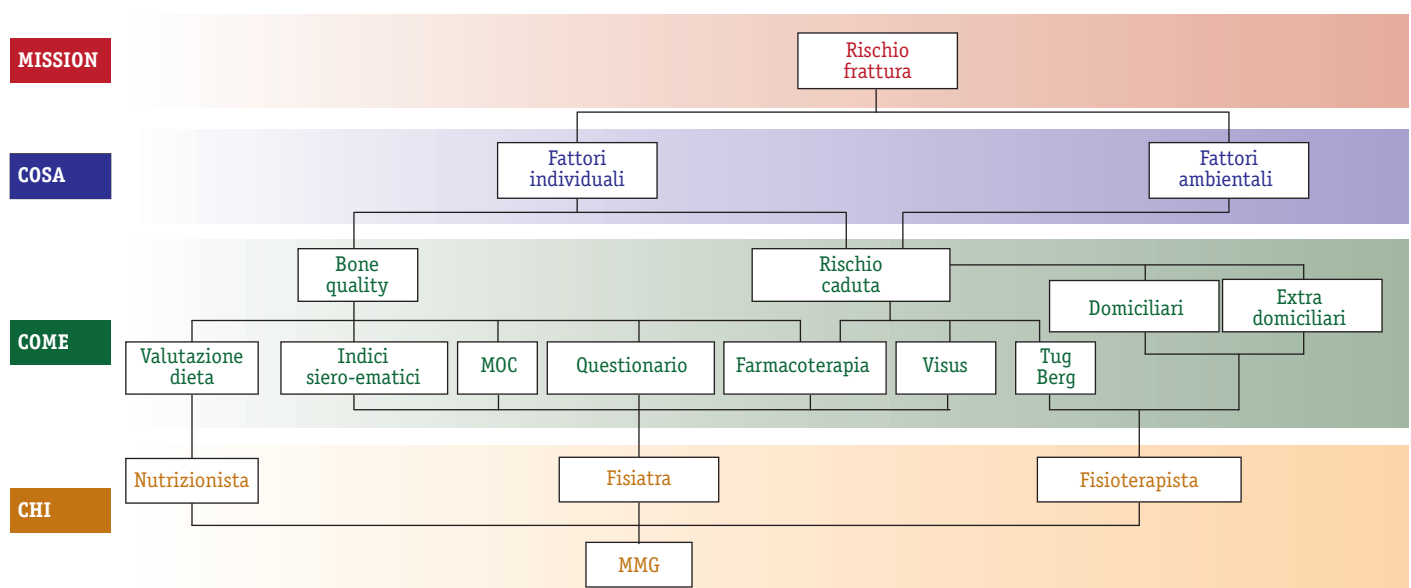 MISSION
Rischio
frattura
COSA
Fattori
individuali
Fattori
ambientali
COME
Bone
quality
Rischio
caduta
Domiciliari
Extra
domiciliari
Valutazione
dieta
Indici
siero-ematici
MOC
Questionario
Farmacoterapia
Visus
Tug
Berg
CHI
Nutrizionista
Fisiatra
Fisioterapista
MMG